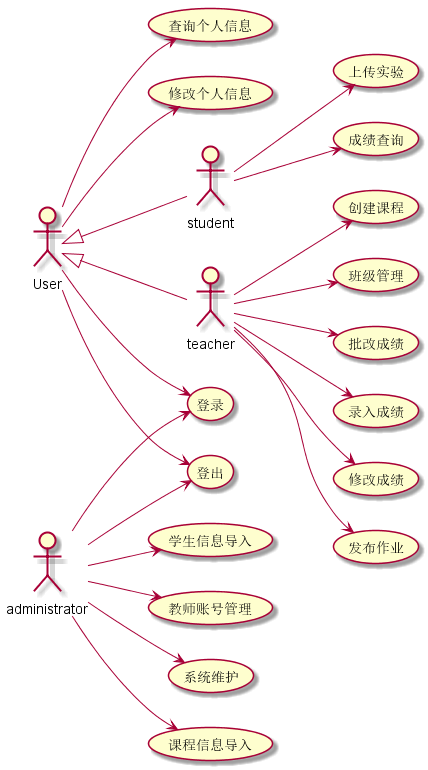 查询个人信息
修改个人信息
上传实验
成绩查询
student
创建课程
User
班级管理
teacher
批改成绩
登录
录入成绩
登出
修改成绩
学生信息导入
发布作业
administrator
教师账号管理
系统维护
课程信息导入